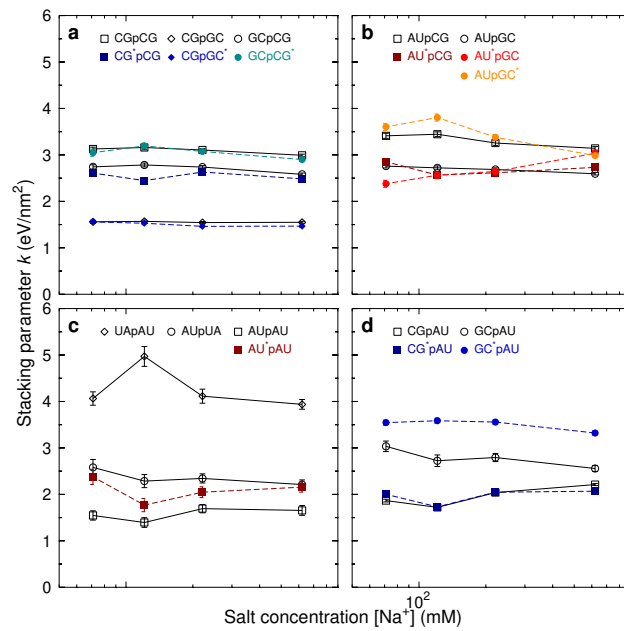 a
CGpCG CGpGC GCpCG
CG*pCG CGpGC* GCpCG*
b
AUpCG AUpGC
AU*pCG AU*pGC
AUpGC*
6
5
4
3
2
1
0
c
UApAU AUpUA AUpAU
AU*pAU
d
CGpAU GCpAU
CG*pAU GC*pAU
6
5
4
3
2
1
0
10²
Stacking parameter k (eV/nm²)
Salt concentration [Na⁺] (mM)